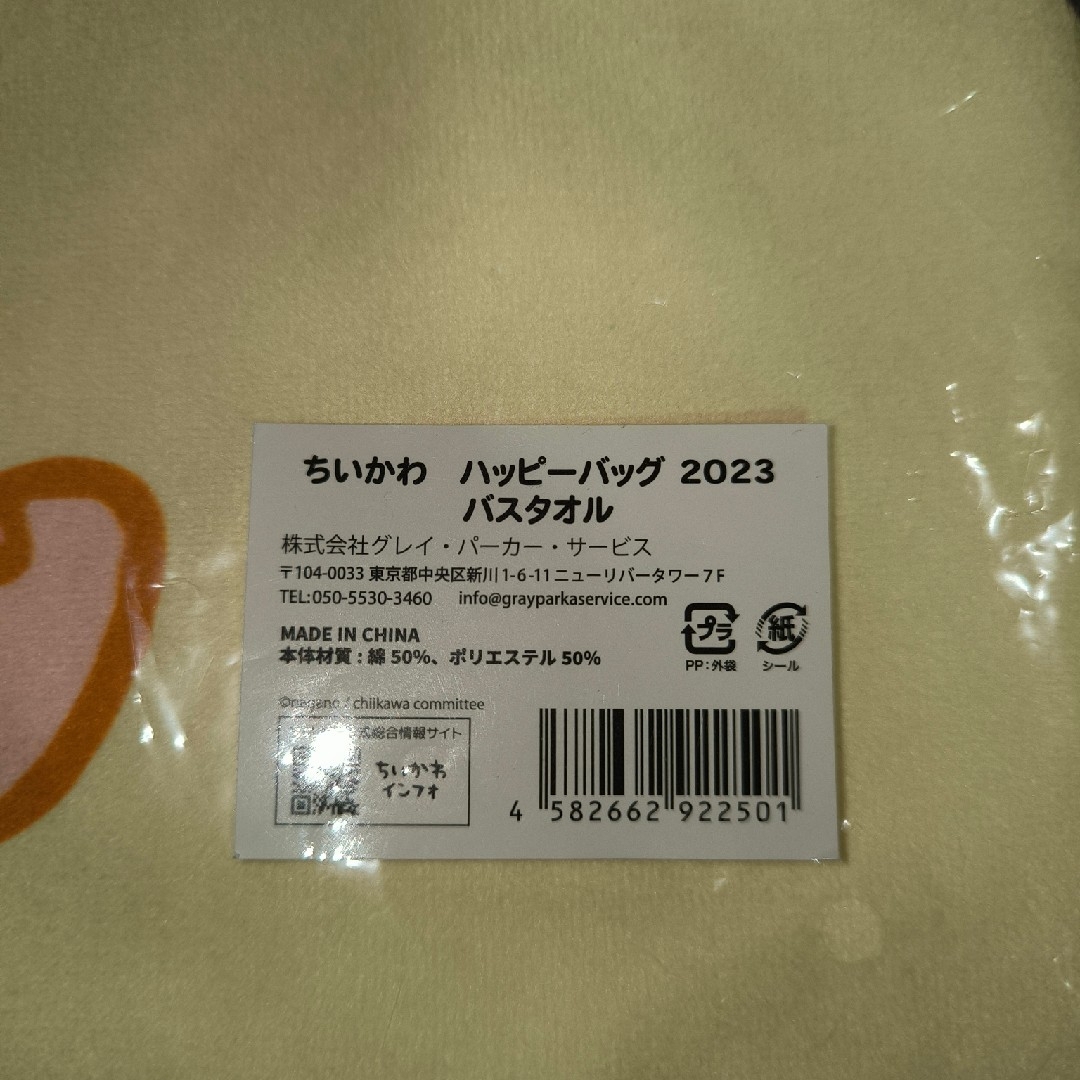 ちいかわ ハッピーバッグ 2023
バスタオル
株式会社グレイ・パーカー・サービス
〒104-0033 東京都中央区新川1-6-11 ニューリバータワー 7F
TEL:050-5530-3460 info@grayparkaservice.com
プラ 紙
PP:外袋 シール
MADE IN CHINA
本体材質:綿 50%、ポリエステル 50%
©nagano / chiikawa committee
式総合情報サイト
ちいかわ
インフォ
4 582662 922501